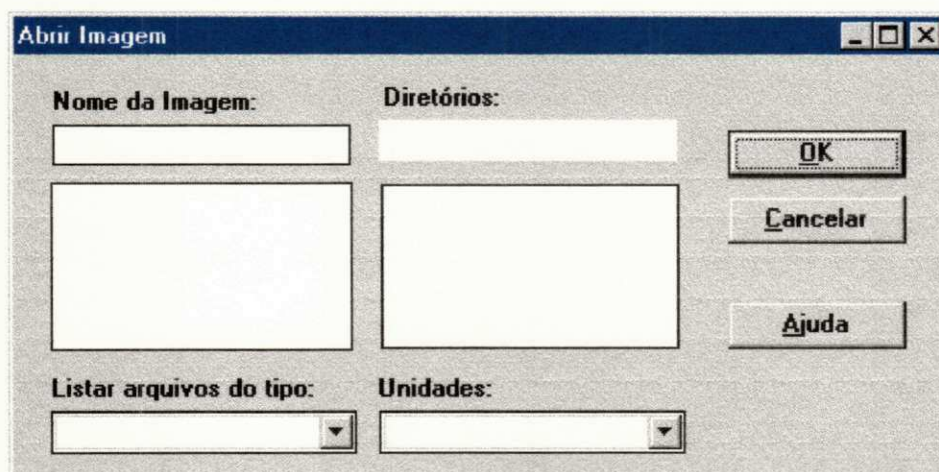 Abrir Imagem
Nome da Imagem: Diretórios:
OK
Cancelar
Ajuda
Listar arquivos do tipo: Unidades: